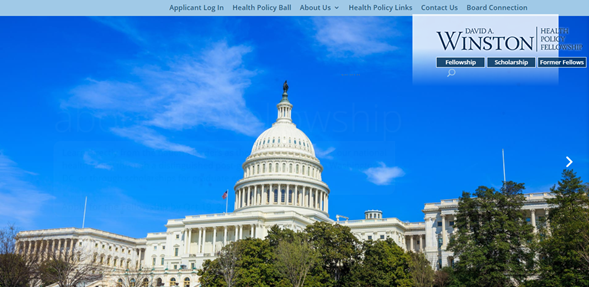 Applicant Log In Health Policy Ball About Us Health Policy Links Contact Us Board Connection
DAVID A.
WINSTON
HEALTH
POLICY
FELLOWSHIP
Fellowship Scholarship Former Fellows